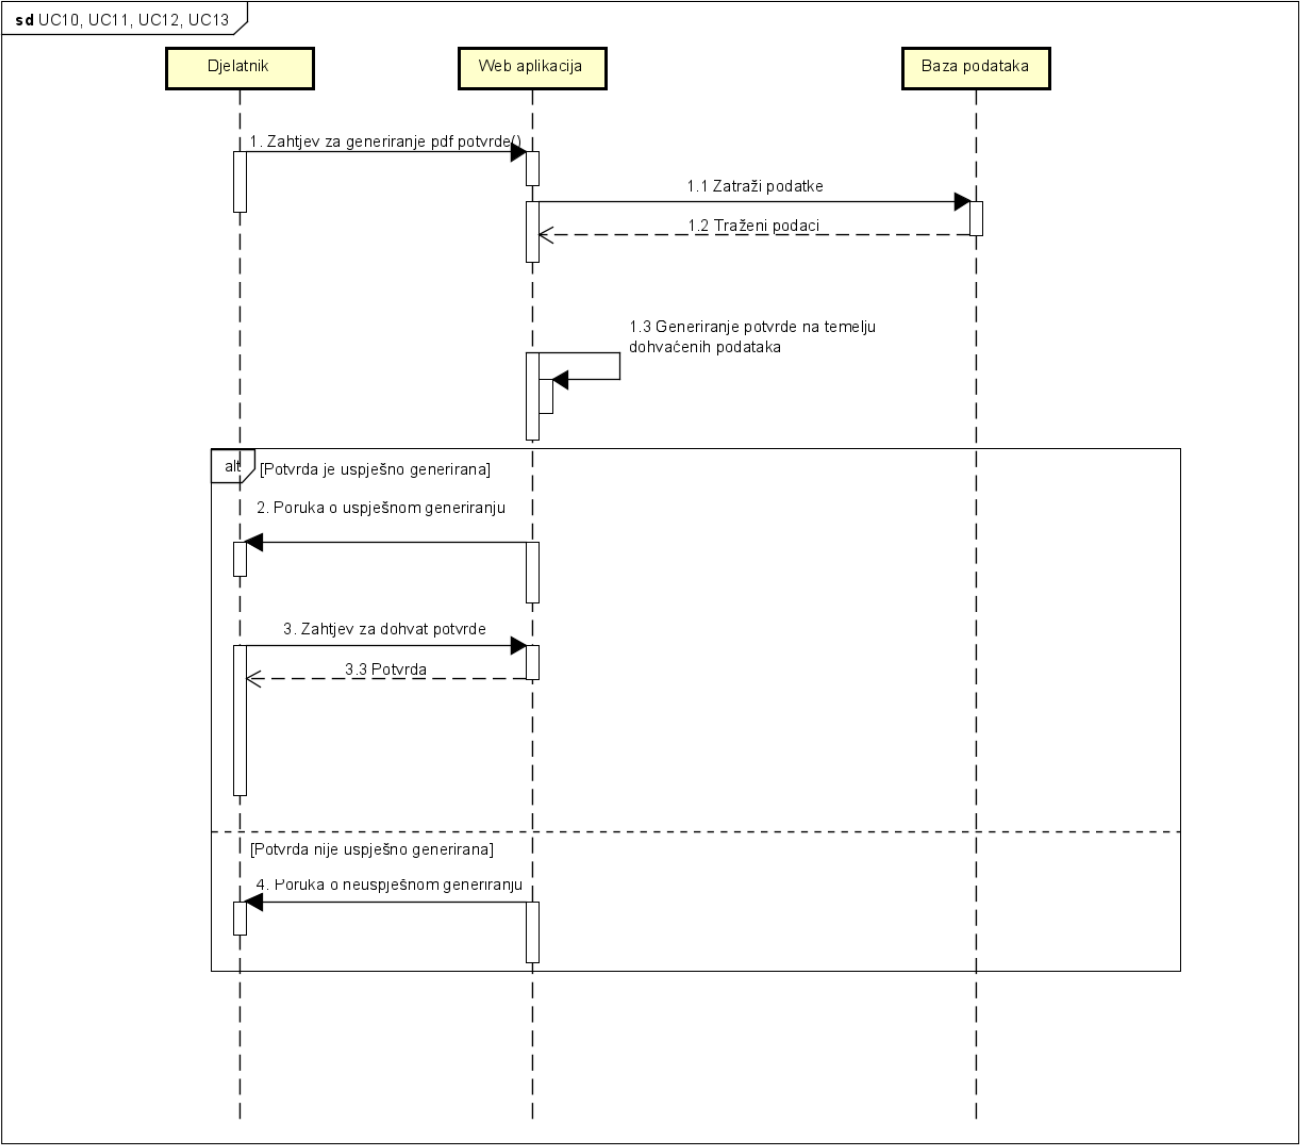 sd UC10, UC11, UC12, UC13
Djelatnik
Web aplikacija
Baza podataka
1. Zahtjev za generiranje pdf potvrde()
1.1 Zatraži podatke
1.2 Traženi podaci
1.3 Generiranje potvrde na temelju
dohvaćenih podataka
alt
[Potvrda je uspješno generirana]
2. Poruka o uspješnom generiranju
3. Zahtjev za dohvat potvrde
3.3 Potvrda
[Potvrda nije uspješno generirana]
4. Poruka o neuspješnom generiranju